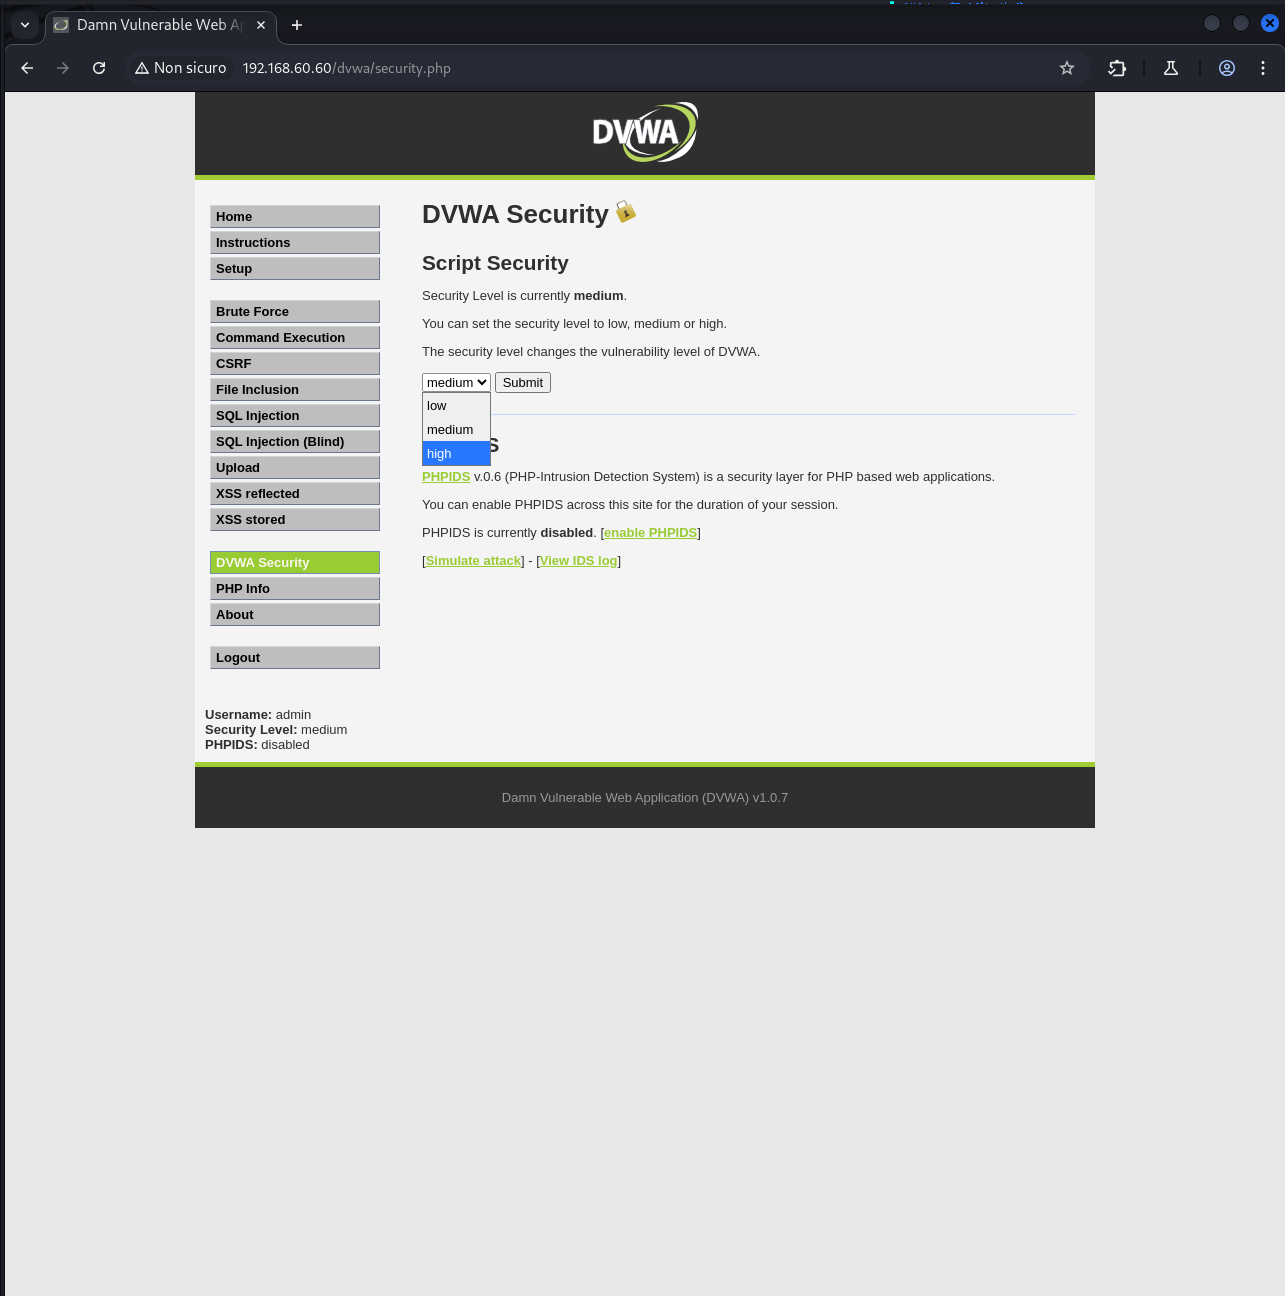 Damn Vulnerable Web Ap
Non sicuro 192.168.60.60/dvwa/security.php
DVWA
Home
Instructions
Setup
Brute Force
Command Execution
CSRF
File Inclusion
SQL Injection
SQL Injection (Blind)
Upload
XSS reflected
XSS stored
DVWA Security
PHP Info
About
Logout
DVWA Security
Script Security
Security Level is currently medium.
You can set the security level to low, medium or high.
The security level changes the vulnerability level of DVWA.
medium Submit
low
medium
high
S
PHPIDS v.0.6 (PHP-Intrusion Detection System) is a security layer for PHP based web applications.
You can enable PHPIDS across this site for the duration of your session.
PHPIDS is currently disabled. [enable PHPIDS]
[Simulate attack] - [View IDS log]
Username: admin
Security Level: medium
PHPIDS: disabled
Damn Vulnerable Web Application (DVWA) v1.0.7